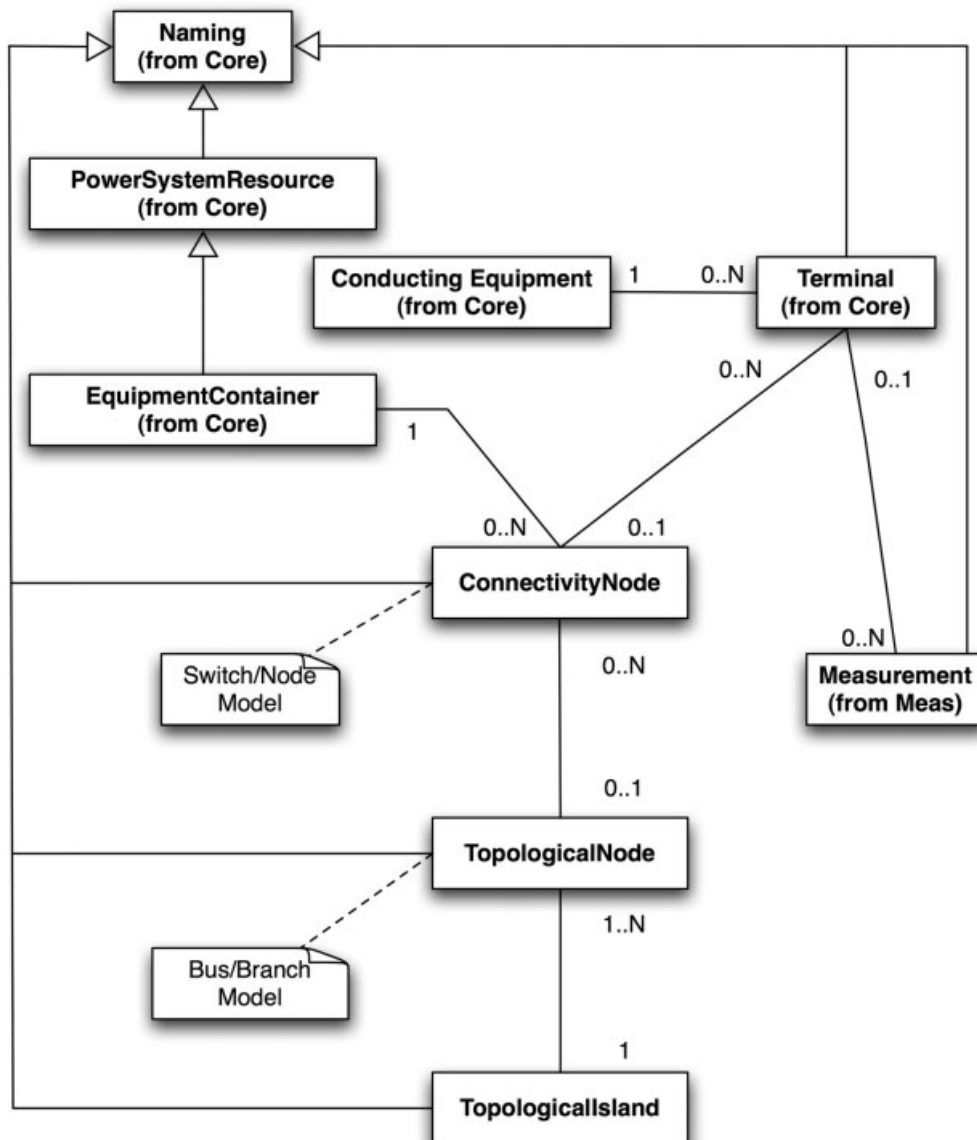 Naming
(from Core)
PowerSystemResource
(from Core)
Conducting Equipment
(from Core)
1
0..N
Terminal
(from Core)
0..N
0..1
EquipmentContainer
(from Core)
1
0..N
0..1
ConnectivityNode
Switch/Node
Model
0..N
0..N
Measurement
(from Meas)
0..1
TopologicalNode
1..N
Bus/Branch
Model
1
TopologicalIsland